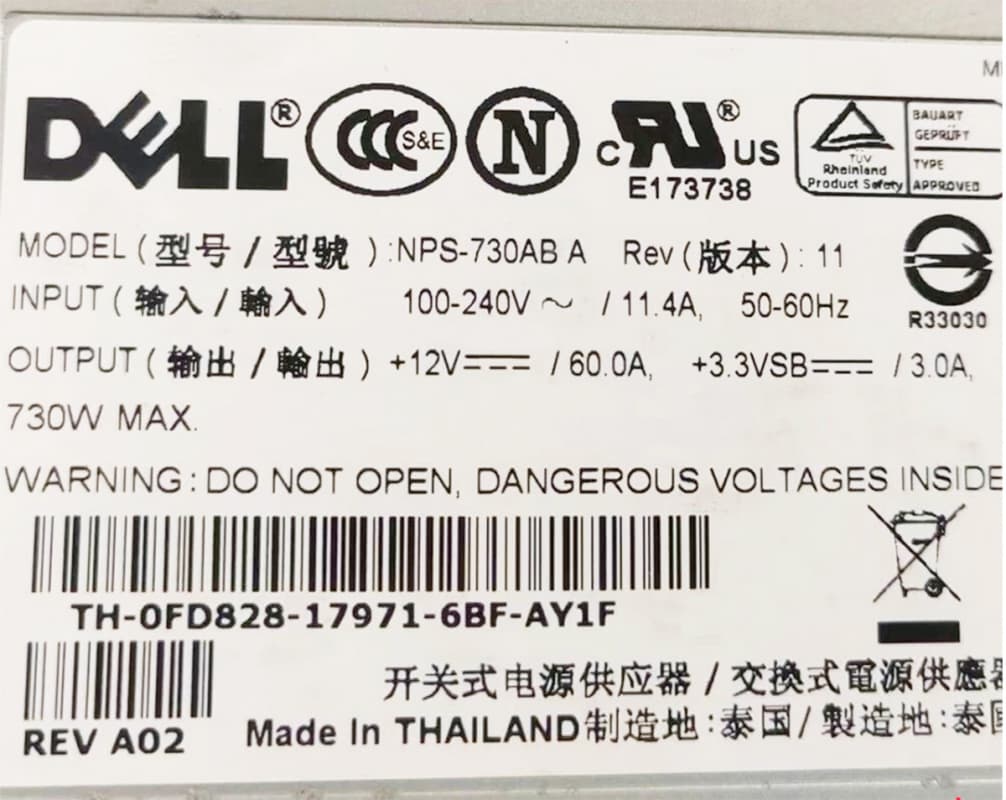 DELL® CCC S&E N c RU® US
E173738
TÜV
Rheinland
Product Safety
BAUART
GEPRÜFT
TYPE
APPROVED
MODEL (型号 / 型號 ) :NPS-730AB A Rev (版本) : 11
INPUT ( 输入 / 輸入 ) 100-240V ～ / 11.4A, 50-60Hz
R33030
OUTPUT ( 输出 / 輸出 ) +12V⎓ / 60.0A, +3.3VSB⎓ / 3.0A,
730W MAX.
WARNING : DO NOT OPEN, DANGEROUS VOLTAGES INSIDE
TH-0FD828-17971-6BF-AY1F
开关式电源供应器 / 交換式電源供應
REV A02
Made In THAILAND 制造地 : 泰国 / 製造地 : 泰